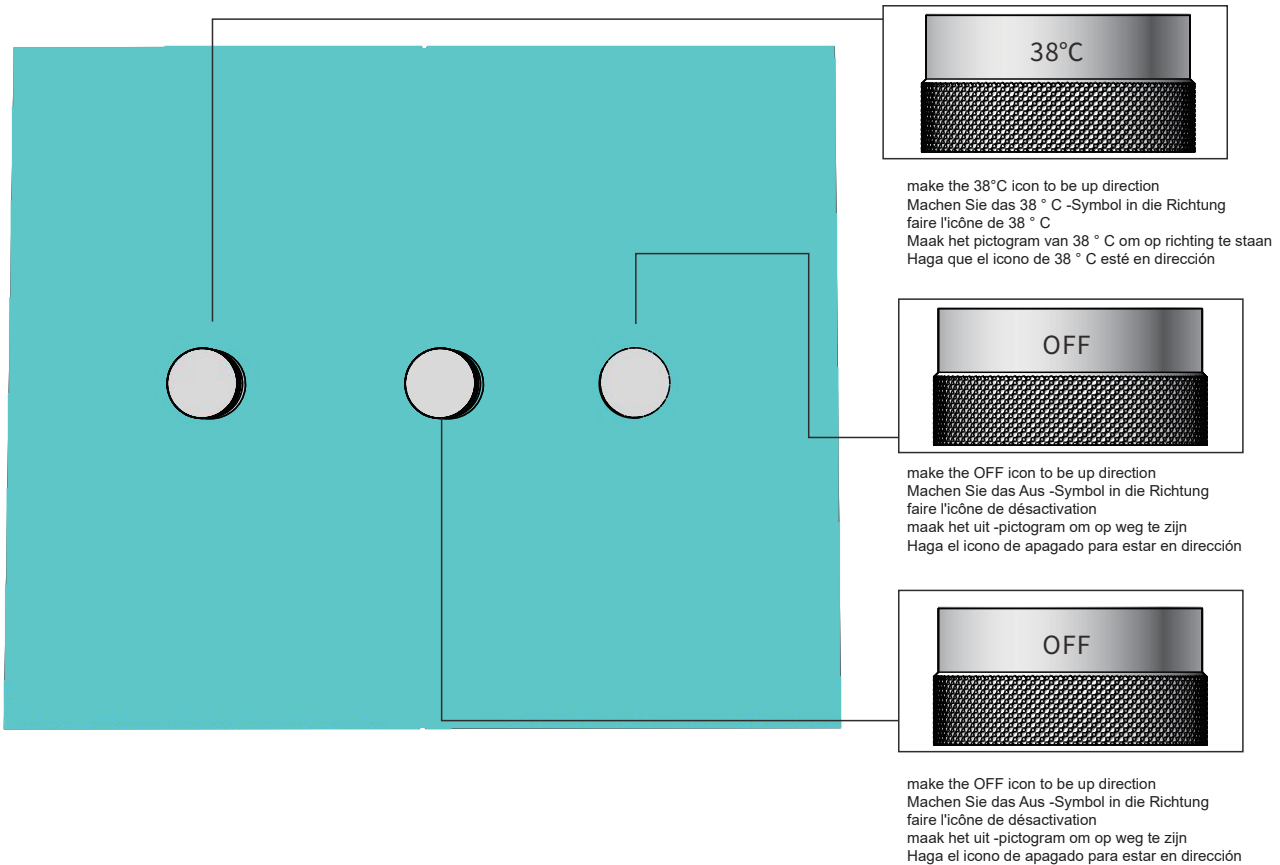 38°C
make the 38°C icon to be up direction
Machen Sie das 38 ° C -Symbol in die Richtung
faire l'icône de 38 ° C
Maak het pictogram van 38 ° C om op richting te staan
Haga que el icono de 38 ° C esté en dirección
OFF
make the OFF icon to be up direction
Machen Sie das Aus -Symbol in die Richtung
faire l'icône de désactivation
maak het uit -pictogram om op weg te zijn
Haga el icono de apagado para estar en dirección
OFF
make the OFF icon to be up direction
Machen Sie das Aus -Symbol in die Richtung
faire l'icône de désactivation
maak het uit -pictogram om op weg te zijn
Haga el icono de apagado para estar en dirección